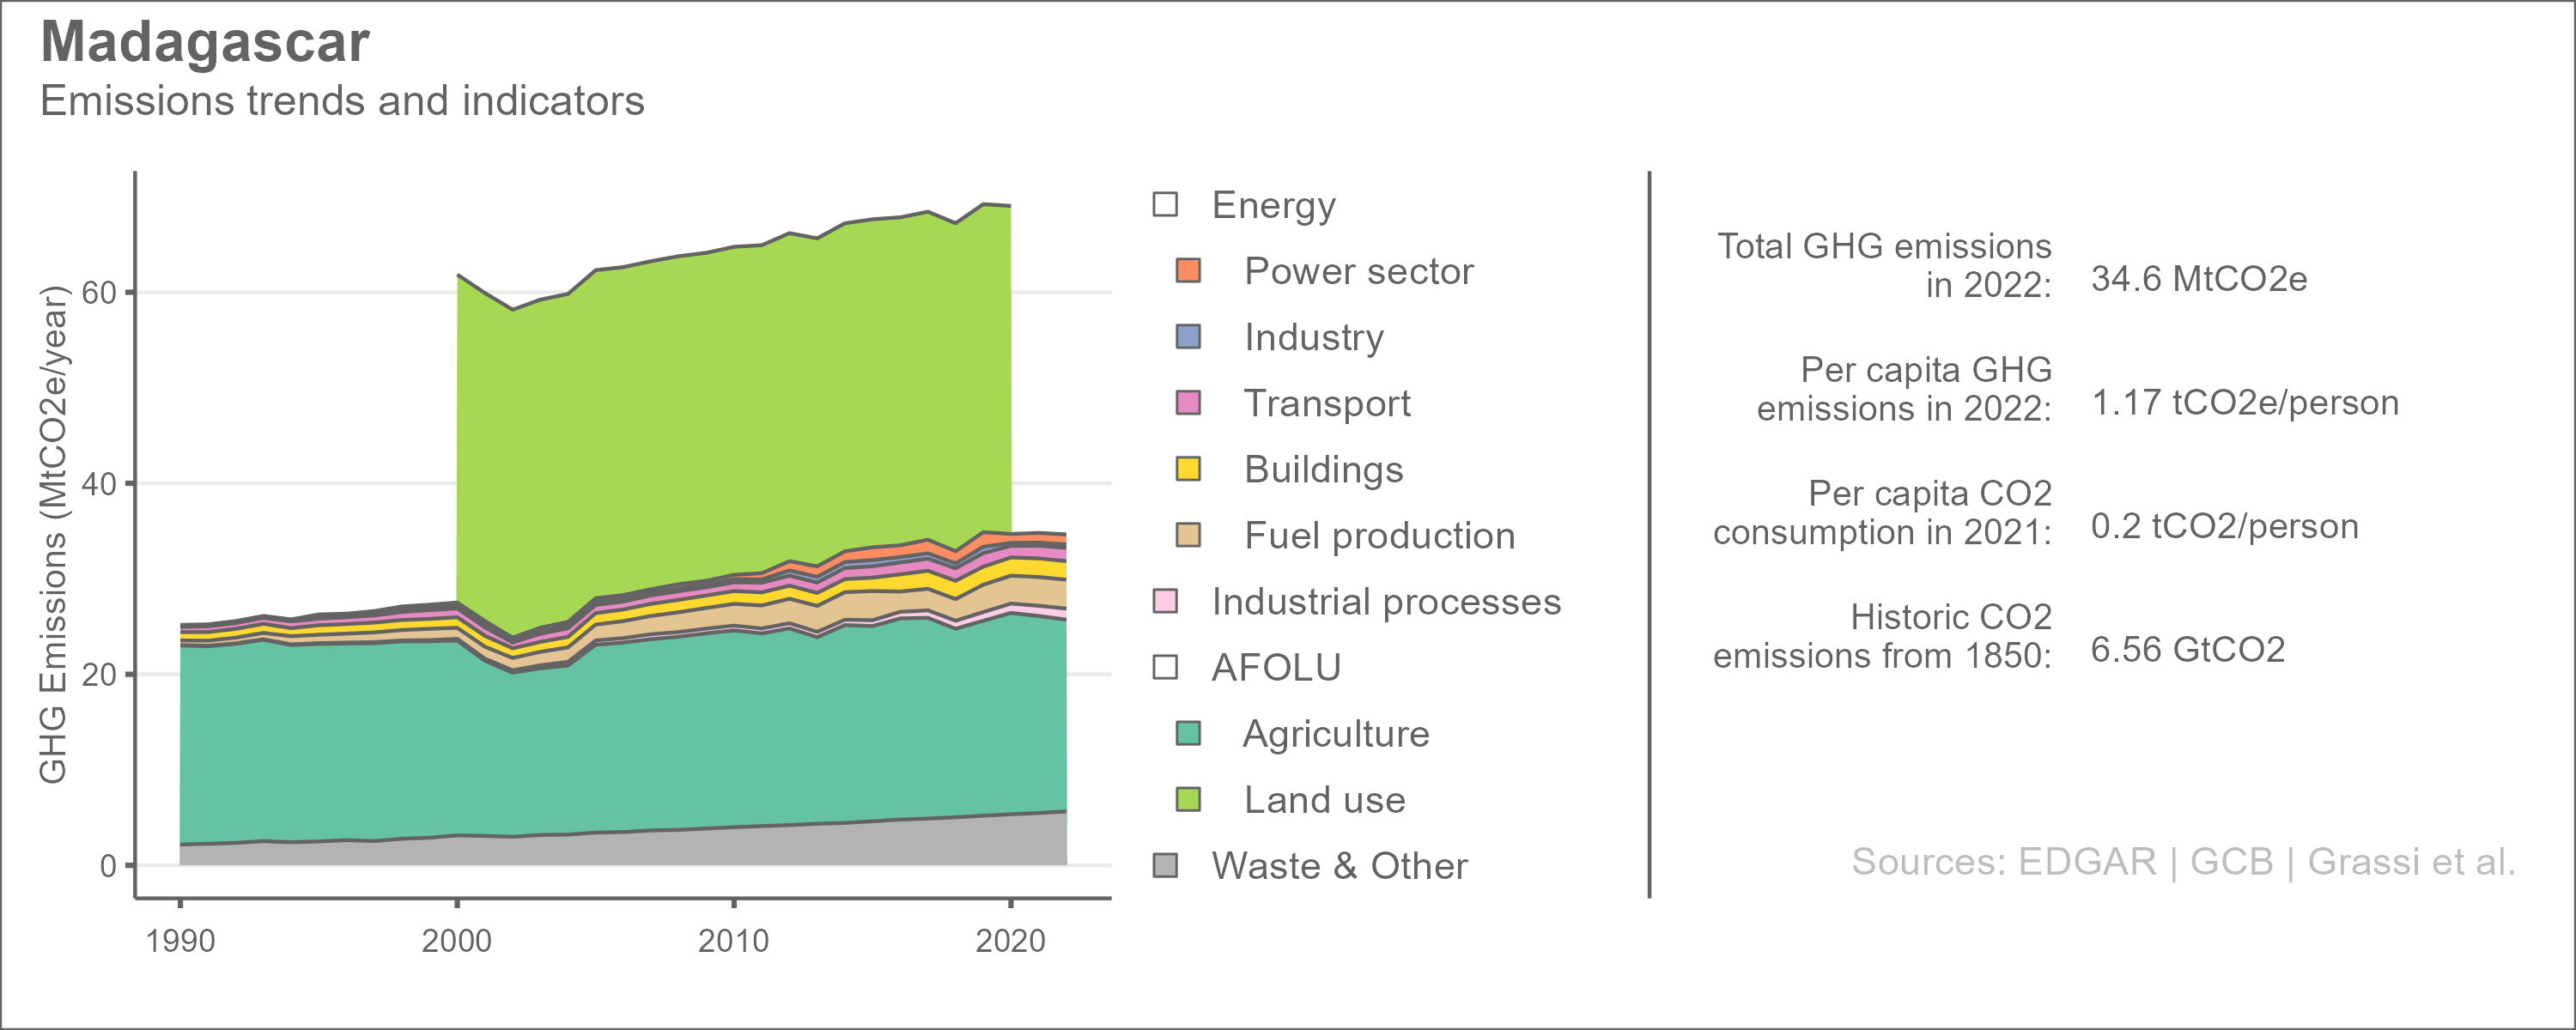 Madagascar
Emissions trends and indicators
GHG Emissions (MtCO2e/year)
60
40
20
0
1990
2000
2010
2020
Energy
Power sector
Industry
Transport
Buildings
Fuel production
Industrial processes
AFOLU
Agriculture
Land use
Waste & Other
Total GHG emissions
in 2022:
34.6 MtCO2e
Per capita GHG
emissions in 2022:
1.17 tCO2e/person
Per capita CO2
consumption in 2021:
0.2 tCO2/person
Historic CO2
emissions from 1850:
6.56 GtCO2
Sources: EDGAR | GCB | Grassi et al.